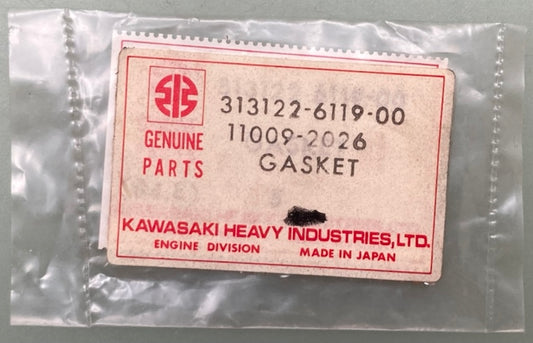 313122-6119-00
11009-2026
GASKET
GENUINE
PARTS
KAWASAKI HEAVY INDUSTRIES, LTD.
ENGINE DIVISION MADE IN JAPAN